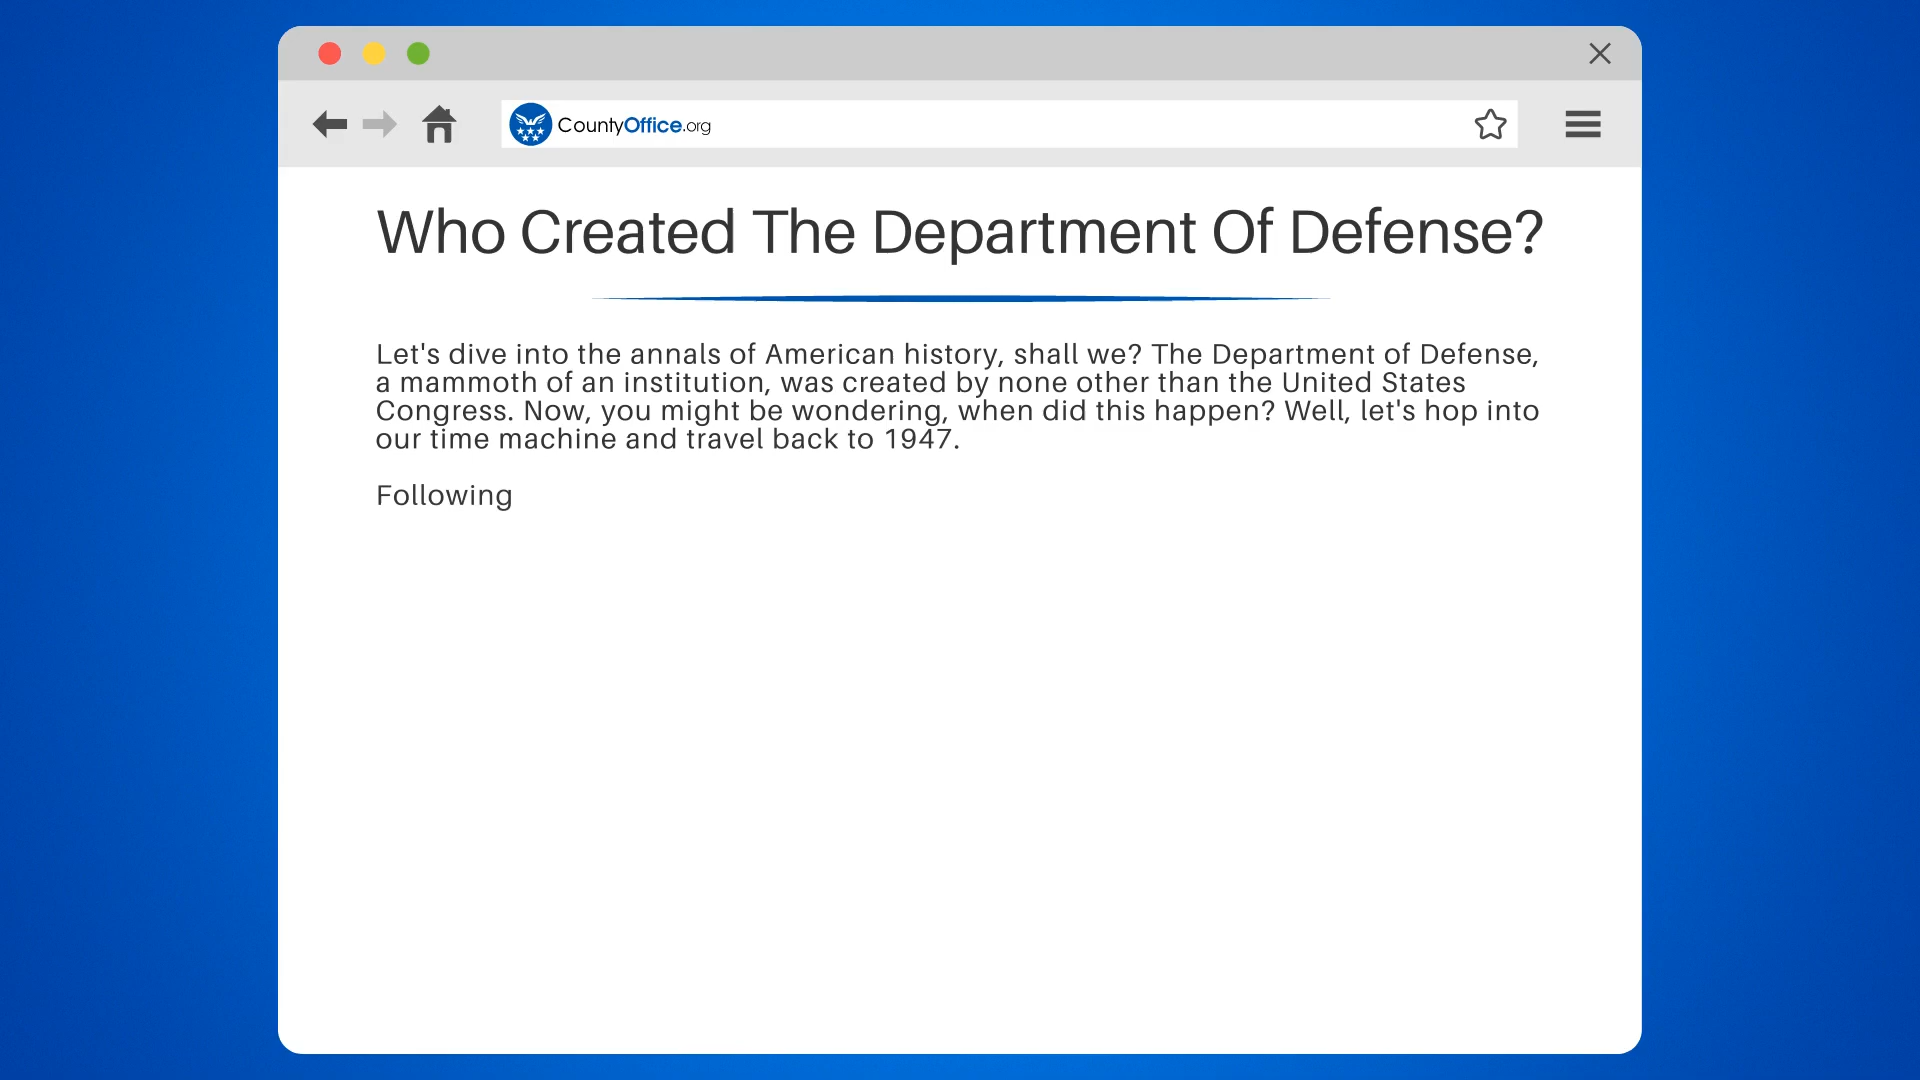 CountyOffice.org
Who Created The Department Of Defense?
Let's dive into the annals of American history, shall we? The Department of Defense,
a mammoth of an institution, was created by none other than the United States
Congress. Now, you might be wondering, when did this happen? Well, let's hop into
our time machine and travel back to 1947.
Following